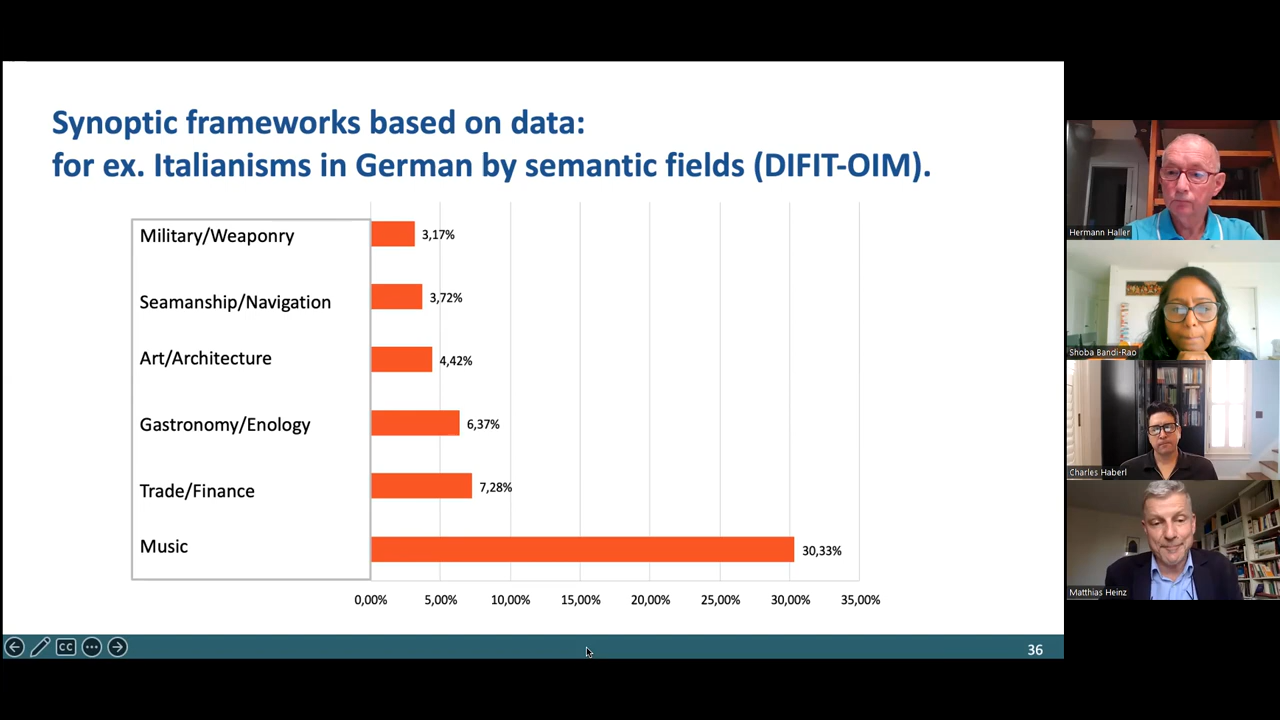 Synoptic frameworks based on data:
for ex. Italianisms in German by semantic fields (DIFIT-OIM).
Military/Weaponry
3,17%
Seamanship/Navigation
3,72%
Art/Architecture
4,42%
Gastronomy/Enology
6,37%
Trade/Finance
7,28%
Music
30,33%
0,00% 5,00% 10,00% 15,00% 20,00% 25,00% 30,00% 35,00%
CC
36
Hermann Haller
Shoba Bandi-Rao
Charles Haberl
Matthias Heinz